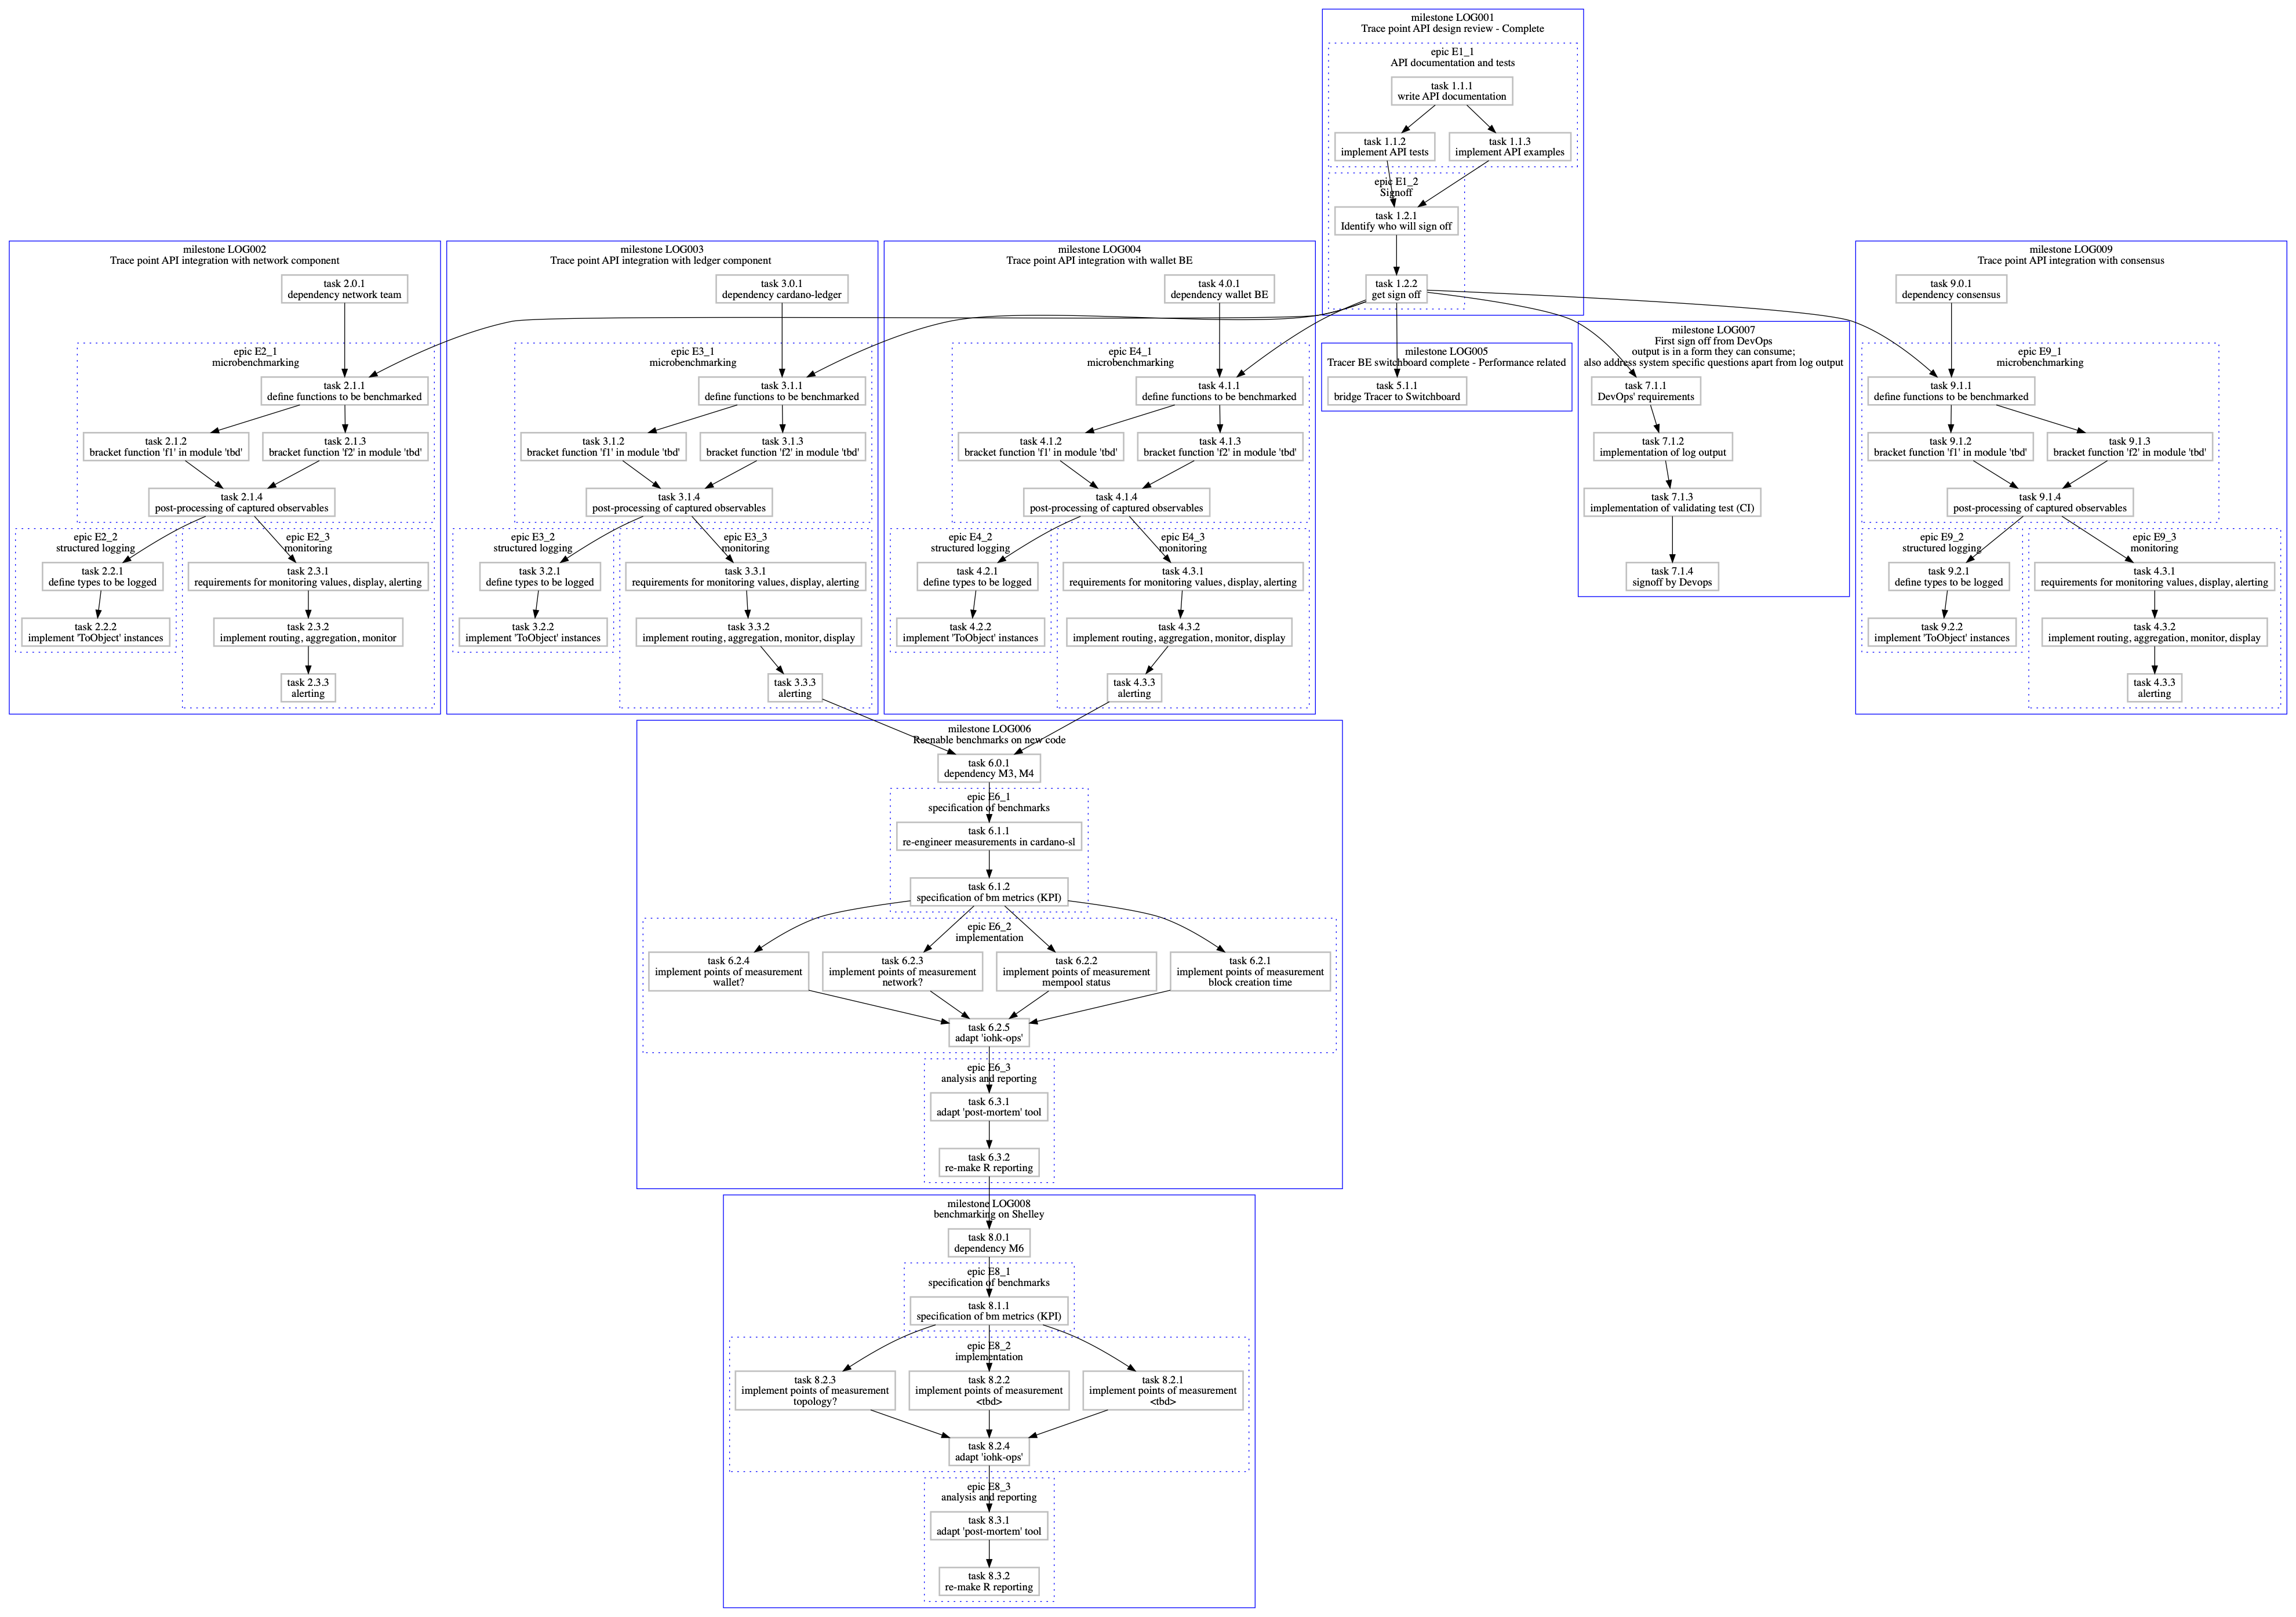 milestone LOG001
Trace point API design review - Complete
epic E1_1
API documentation and tests
task 1.1.1
write API documentation
task 1.1.2
implement API tests
task 1.1.3
implement API examples
epic E1_2
Signoff
task 1.2.1
Identify who will sign off
task 1.2.2
get sign off
milestone LOG002
Trace point API integration with network component
task 2.0.1
dependency network team
epic E2_1
microbenchmarking
task 2.1.1
define functions to be benchmarked
task 2.1.2
bracket function 'f1' in module 'tbd'
task 2.1.3
bracket function 'f2' in module 'tbd'
task 2.1.4
post-processing of captured observables
epic E2_2
structured logging
task 2.2.1
define types to be logged
task 2.2.2
implement 'ToObject' instances
epic E2_3
monitoring
task 2.3.1
requirements for monitoring values, display, alerting
task 2.3.2
implement routing, aggregation, monitor
task 2.3.3
alerting
milestone LOG003
Trace point API integration with ledger component
task 3.0.1
dependency cardano-ledger
epic E3_1
microbenchmarking
task 3.1.1
define functions to be benchmarked
task 3.1.2
bracket function 'f1' in module 'tbd'
task 3.1.3
bracket function 'f2' in module 'tbd'
task 3.1.4
post-processing of captured observables
epic E3_2
structured logging
task 3.2.1
define types to be logged
task 3.2.2
implement 'ToObject' instances
epic E3_3
monitoring
task 3.3.1
requirements for monitoring values, display, alerting
task 3.3.2
implement routing, aggregation, monitor, display
task 3.3.3
alerting
milestone LOG004
Trace point API integration with wallet BE
task 4.0.1
dependency wallet BE
epic E4_1
microbenchmarking
task 4.1.1
define functions to be benchmarked
task 4.1.2
bracket function 'f1' in module 'tbd'
task 4.1.3
bracket function 'f2' in module 'tbd'
task 4.1.4
post-processing of captured observables
epic E4_2
structured logging
task 4.2.1
define types to be logged
task 4.2.2
implement 'ToObject' instances
epic E4_3
monitoring
task 4.3.1
requirements for monitoring values, display, alerting
task 4.3.2
implement routing, aggregation, monitor, display
task 4.3.3
alerting
milestone LOG005
Tracer BE switchboard complete - Performance related
task 5.1.1
bridge Tracer to Switchboard
milestone LOG007
First sign off from DevOps
output is in a form they can consume;
also address system specific questions apart from log output
task 7.1.1
DevOps' requirements
task 7.1.2
implementation of log output
task 7.1.3
implementation of validating test (CI)
task 7.1.4
signoff by Devops
milestone LOG009
Trace point API integration with consensus
task 9.0.1
dependency consensus
epic E9_1
microbenchmarking
task 9.1.1
define functions to be benchmarked
task 9.1.2
bracket function 'f1' in module 'tbd'
task 9.1.3
bracket function 'f2' in module 'tbd'
task 9.1.4
post-processing of captured observables
epic E9_2
structured logging
task 9.2.1
define types to be logged
task 9.2.2
implement 'ToObject' instances
epic E9_3
monitoring
task 4.3.1
requirements for monitoring values, display, alerting
task 4.3.2
implement routing, aggregation, monitor, display
task 4.3.3
alerting
milestone LOG006
Reenable benchmarks on new code
task 6.0.1
dependency M3, M4
epic E6_1
specification of benchmarks
task 6.1.1
re-engineer measurements in cardano-sl
task 6.1.2
specification of bm metrics (KPI)
epic E6_2
implementation
task 6.2.4
implement points of measurement
wallet?
task 6.2.3
implement points of measurement
network?
task 6.2.2
implement points of measurement
mempool status
task 6.2.1
implement points of measurement
block creation time
task 6.2.5
adapt 'iohk-ops'
epic E6_3
analysis and reporting
task 6.3.1
adapt 'post-mortem' tool
task 6.3.2
re-make R reporting
milestone LOG008
benchmarking on Shelley
task 8.0.1
dependency M6
epic E8_1
specification of benchmarks
task 8.1.1
specification of bm metrics (KPI)
epic E8_2
implementation
task 8.2.3
implement points of measurement
topology?
task 8.2.2
implement points of measurement
<tbd>
task 8.2.1
implement points of measurement
<tbd>
task 8.2.4
adapt 'iohk-ops'
epic E8_3
analysis and reporting
task 8.3.1
adapt 'post-mortem' tool
task 8.3.2
re-make R reporting